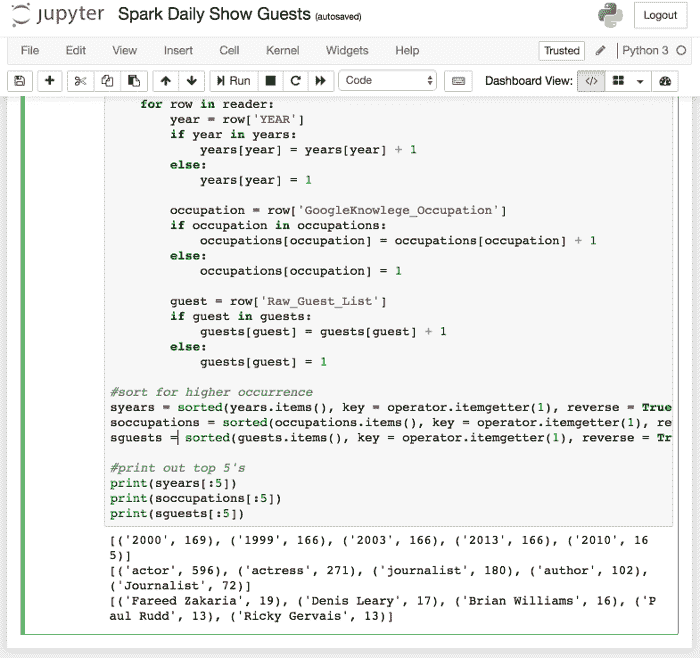 jupyter Spark Daily Show Guests (autosaved) Logout
File Edit View Insert Cell Kernel Widgets Help Trusted Python 3
Run Code Dashboard View: </>
for row in reader:
year = row['YEAR']
if year in years:
years[year] = years[year] + 1
else:
years[year] = 1
occupation = row['GoogleKnowlege_Occupation']
if occupation in occupations:
occupations[occupation] = occupations[occupation] + 1
else:
occupations[occupation] = 1
guest = row['Raw_Guest_List']
if guest in guests:
guests[guest] = guests[guest] + 1
else:
guests[guest] = 1
#sort for higher occurrence
syears = sorted(years.items(), key = operator.itemgetter(1), reverse = True
soccupations = sorted(occupations.items(), key = operator.itemgetter(1), re
sguests = sorted(guests.items(), key = operator.itemgetter(1), reverse = Tr
#print out top 5's
print(syears[:5])
print(soccupations[:5])
print(sguests[:5])
[('2000', 169), ('1999', 166), ('2003', 166), ('2013', 166), ('2010', 16
5)]
[('actor', 596), ('actress', 271), ('journalist', 180), ('author', 102),
('Journalist', 72)]
[('Fareed Zakaria', 19), ('Denis Leary', 17), ('Brian Williams', 16), ('P
aul Rudd', 13), ('Ricky Gervais', 13)]